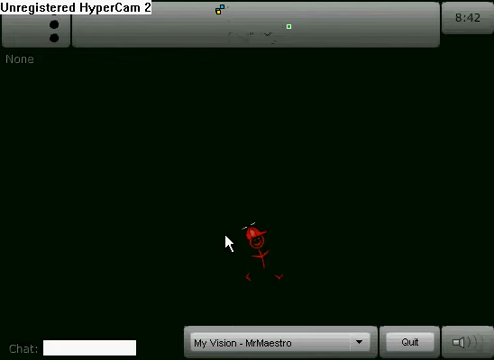 Unregistered HyperCam 2
8:42
None
Chat:
My Vision - MrMaestro
Quit